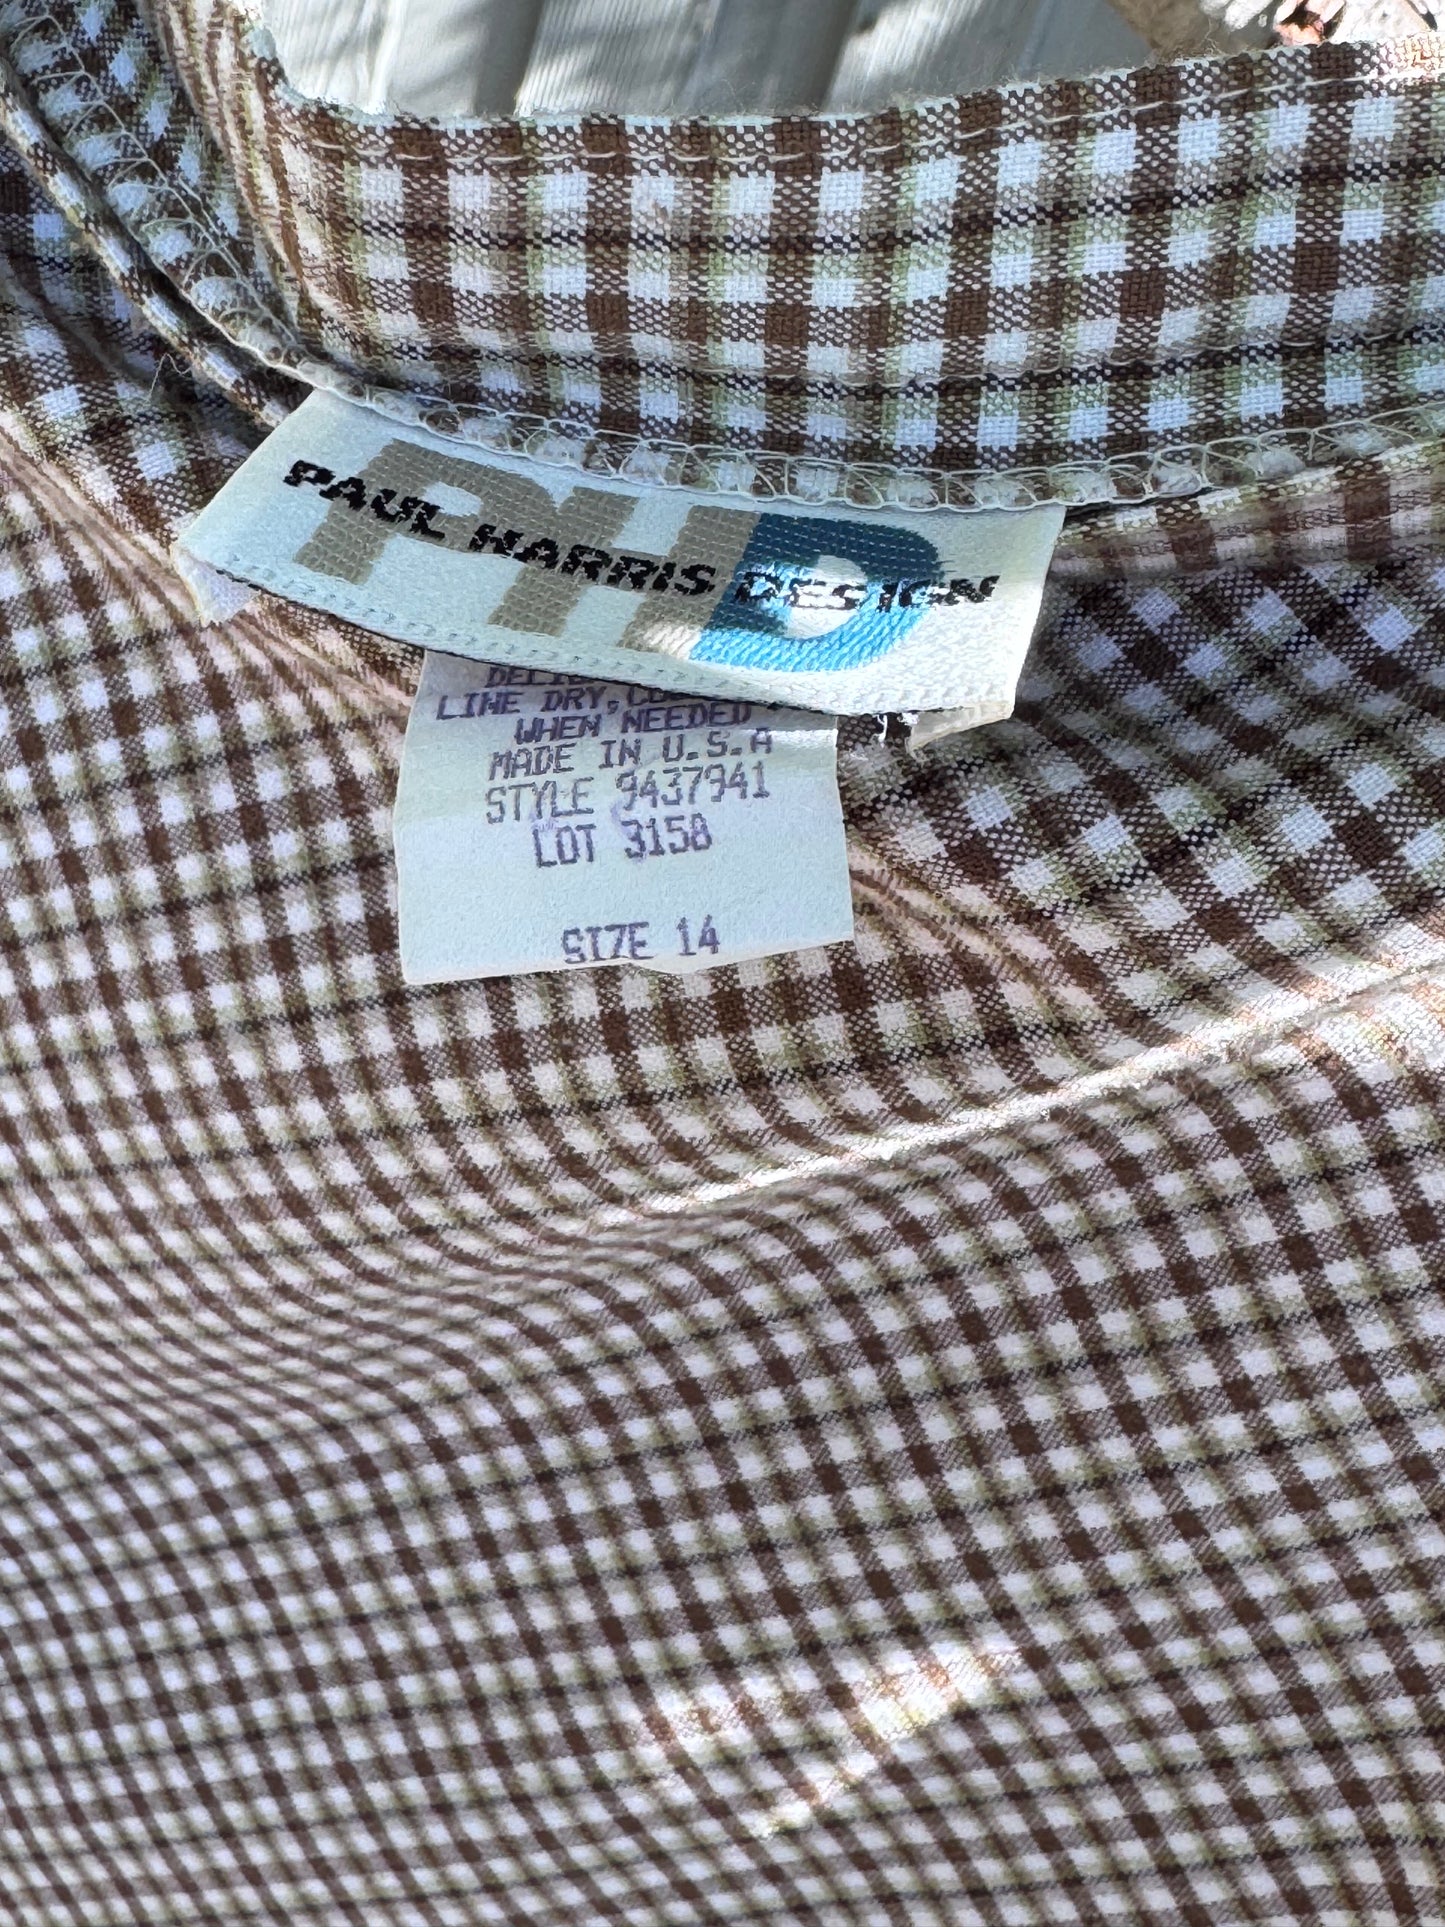 PHD
PAUL HARRIS DESIGN
LINE DRY,
WHEN NEEDED
MADE IN U.S.A
STYLE 9437941
LOT 3158
SIZE 14